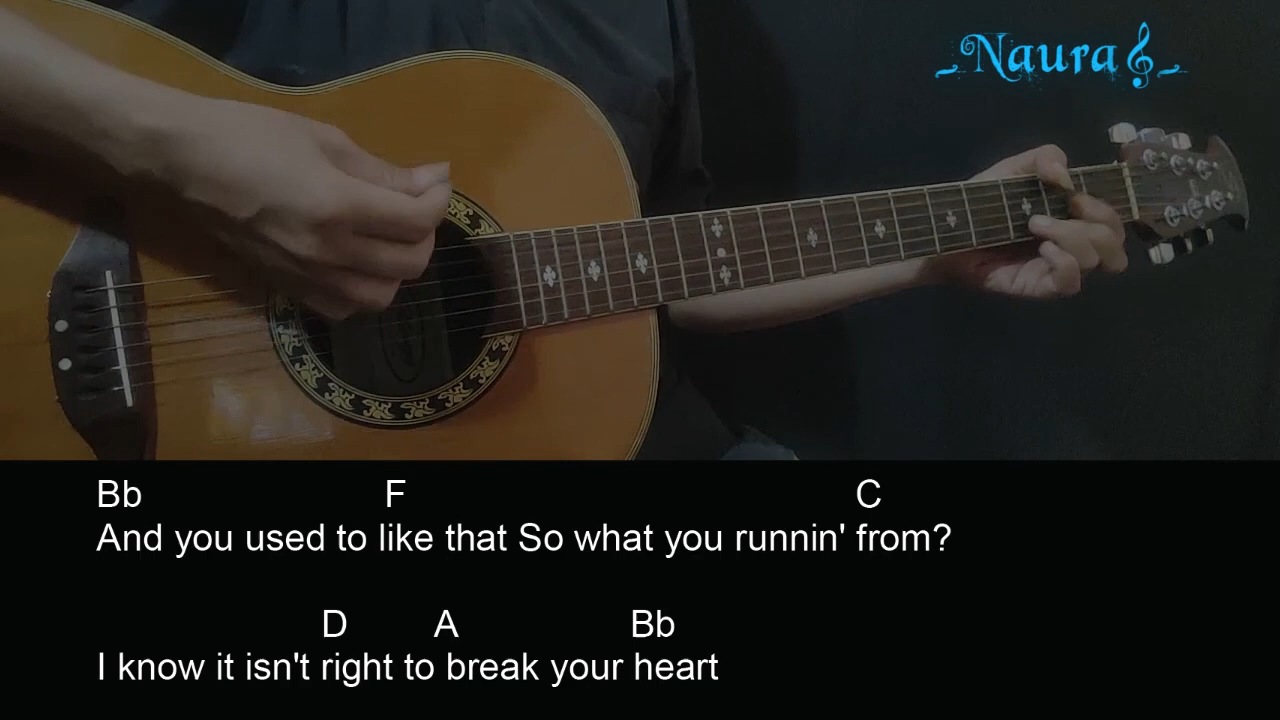 Naura
Bb F C
And you used to like that So what you runnin' from?
D A Bb
I know it isn't right to break your heart